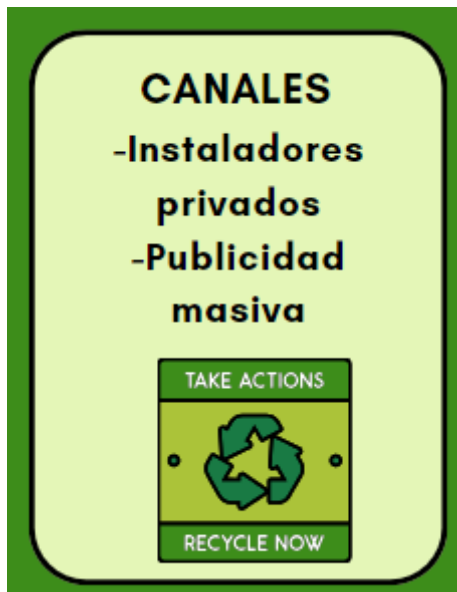 CANALES
-Instaladores
privados
-Publicidad
masiva
TAKE ACTIONS
RECYCLE NOW